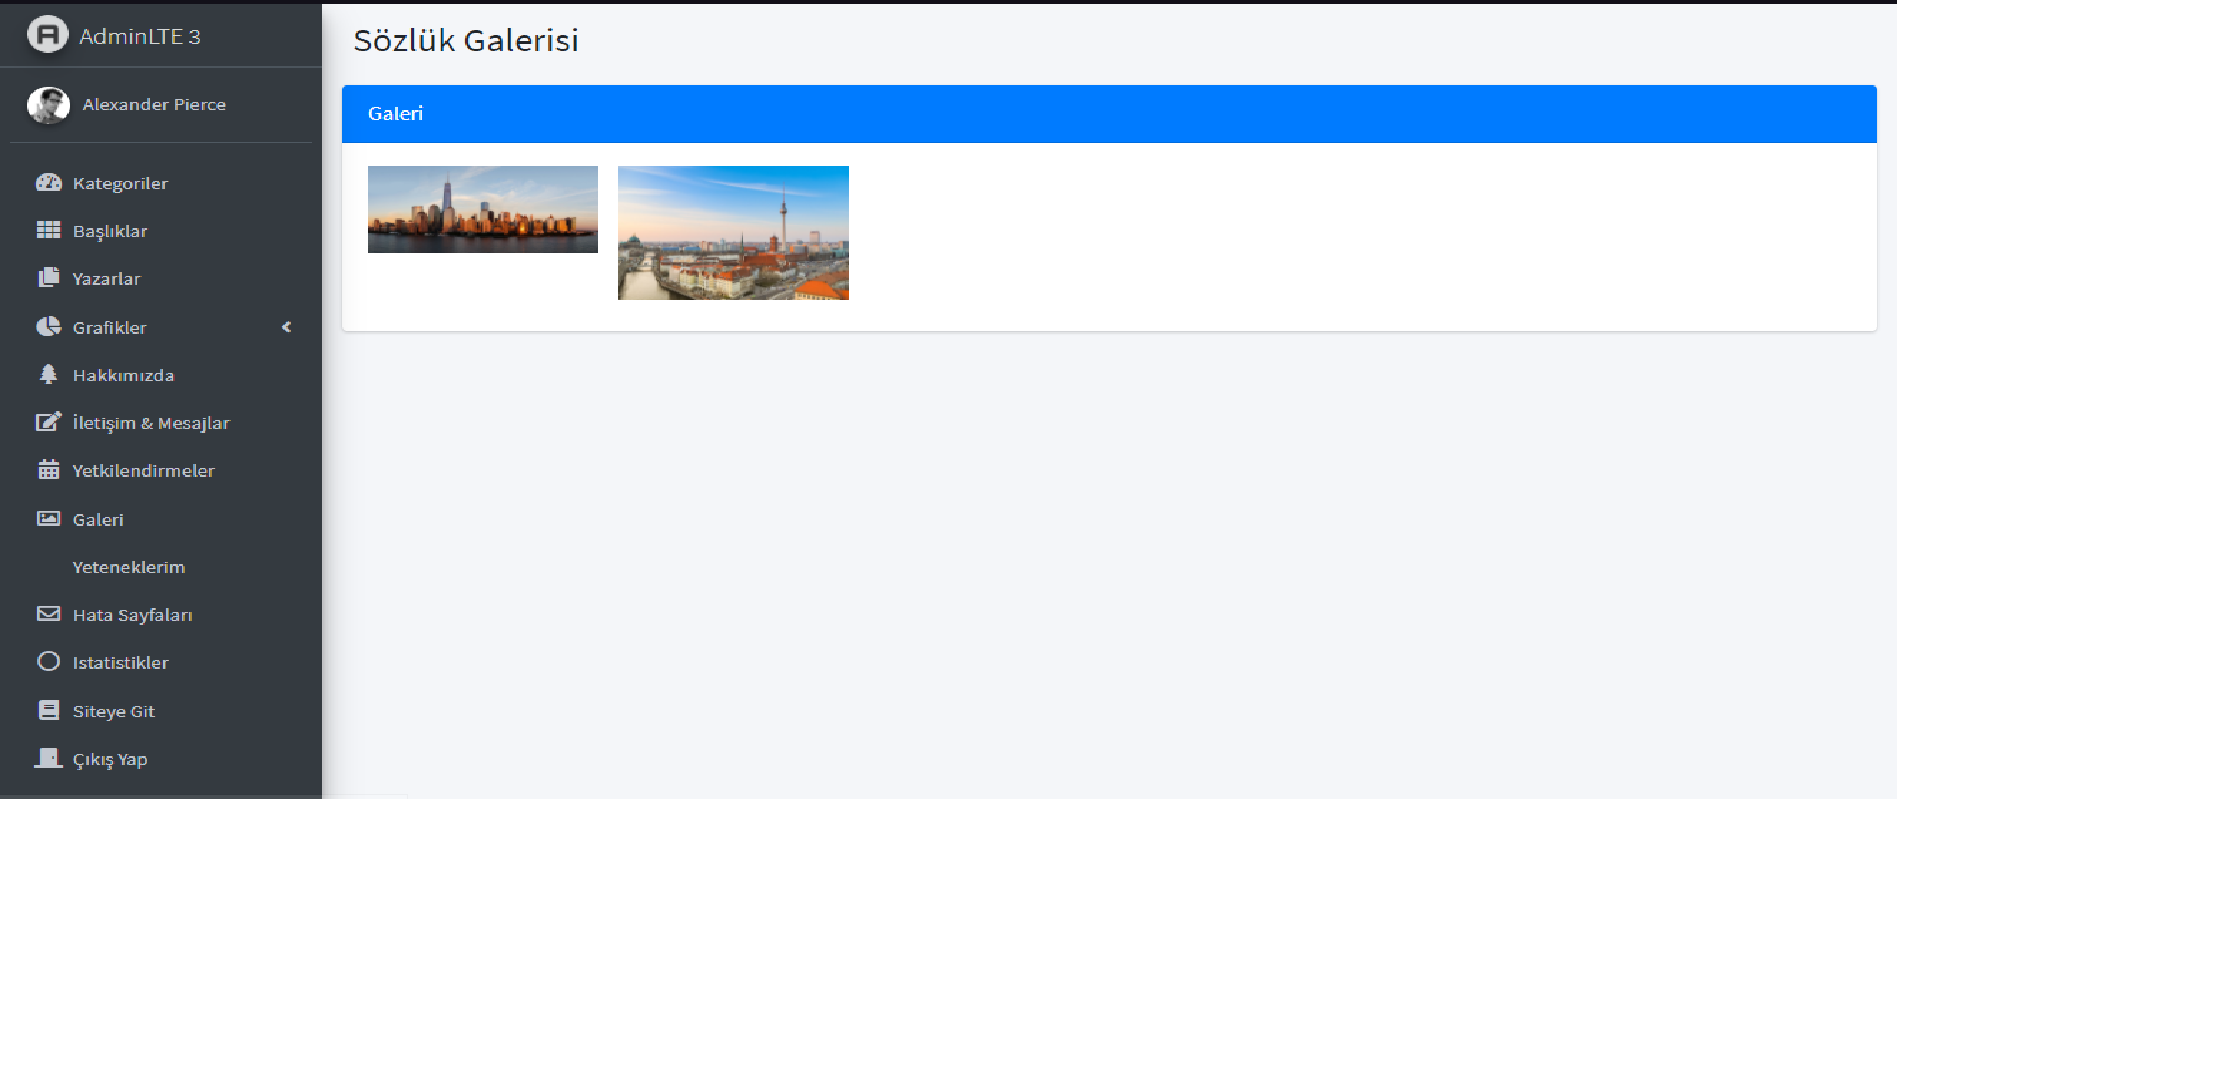 AdminLTE 3
Alexander Pierce
Kategoriler
Başlıklar
Yazarlar
Grafikler
Hakkımızda
İletişim & Mesajlar
Yetkilendirmeler
Galeri
Yeteneklerim
Hata Sayfaları
Istatistikler
Siteye Git
Çıkış Yap
Sözlük Galerisi
Galeri